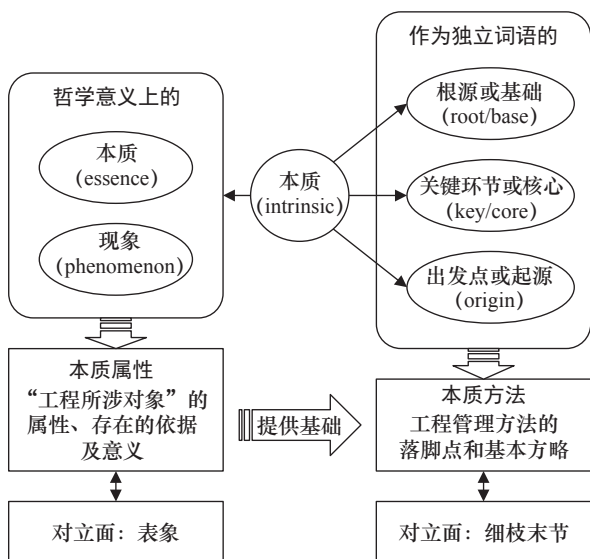 哲学意义上的
本质
(essence)
现象
(phenomenon)
本质
(intrinsic)
作为独立词语的
根源或基础
(root/base)
关键环节或核心
(key/core)
出发点或起源
(origin)
本质属性
“工程所涉对象”的
属性、存在的依据
及意义
提供基础
本质方法
工程管理方法的
落脚点和基本方略
对立面：表象
对立面：细枝末节